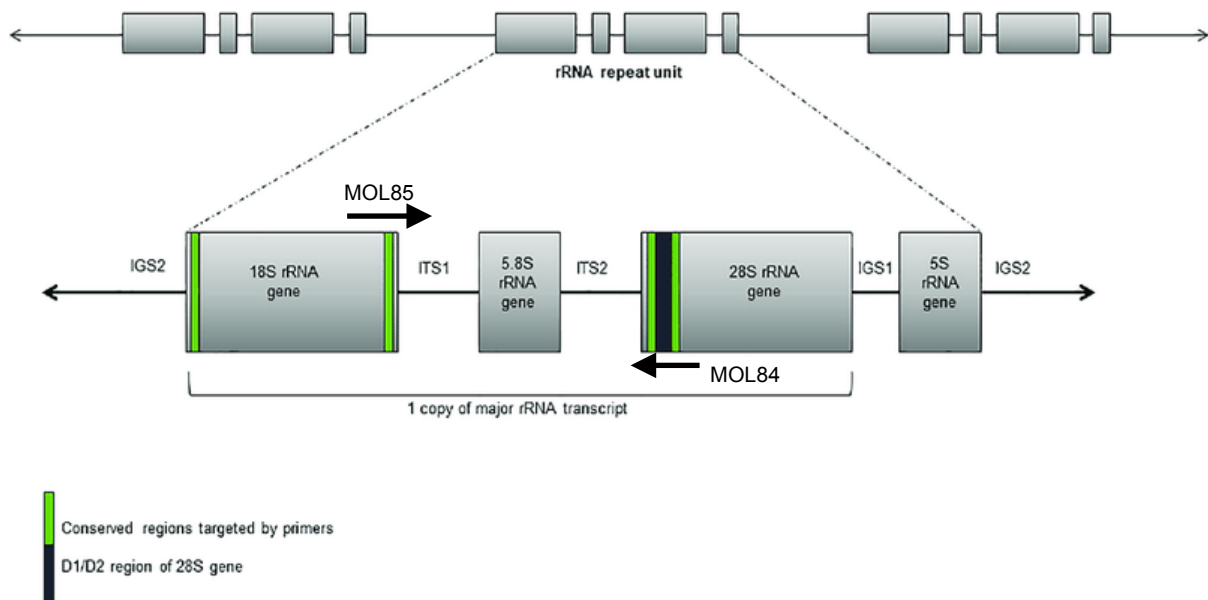 rRNA repeat unit
MOL85
IGS2
18S rRNA
gene
ITS1
5.8S
rRNA
gene
ITS2
28S rRNA
gene
IGS1
5S
rRNA
gene
IGS2
MOL84
1 copy of major rRNA transcript
Conserved regions targeted by primers
D1/D2 region of 28S gene